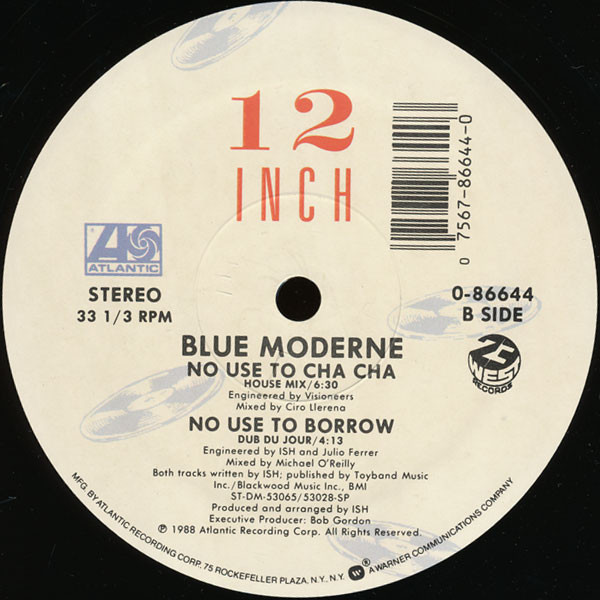 12
INCH
0 7567-86644-0
ATLANTIC
STEREO
33 1/3 RPM
0-86644
B SIDE
25 WEST
RECORDS
BLUE MODERNE
NO USE TO CHA CHA
HOUSE MIX/6:30
Engineered by Visioneers
Mixed by Ciro Llerena
NO USE TO BORROW
DUB DU JOUR/4:13
Engineered by ISH and Julio Ferrer
Mixed by Michael O'Reilly
Both tracks written by ISH; published by Toyband Music
Inc./Blackwood Music Inc., BMI
ST-DM-53065/53028-SP
Produced and arranged by ISH
Executive Producer: Bob Gordon
℗ 1988 Atlantic Recording Corp. All Rights Reserved.
MFG. BY ATLANTIC RECORDING CORP. 75 ROCKEFELLER PLAZA, N.Y. N.Y. ® A WARNER COMMUNICATIONS COMPANY